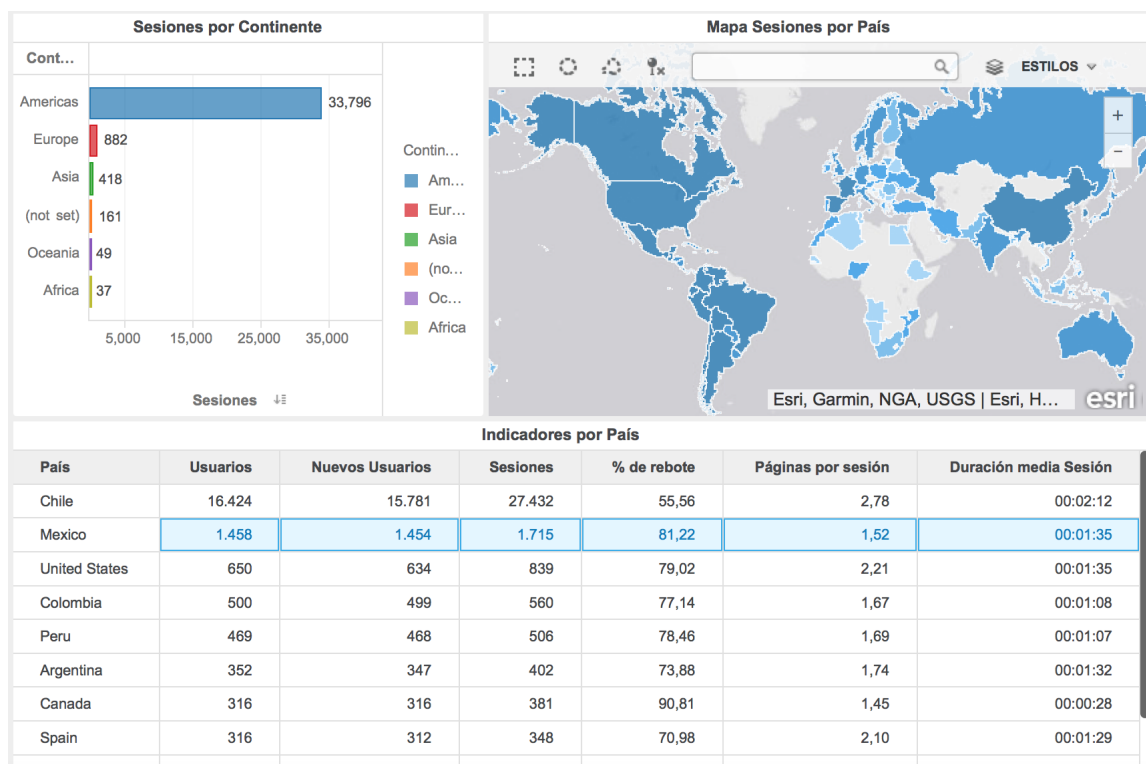 Sesiones por Continente
Cont...
Americas 33,796
Europe 882
Asia 418
(not set) 161
Oceania 49
Africa 37
5,000 15,000 25,000 35,000
Sesiones
Contin...
Am...
Eur...
Asia
(no...
Oc...
Africa
Mapa Sesiones por País
ESTILOS
+
−
Esri, Garmin, NGA, USGS | Esri, H...
esri
Indicadores por País
País Usuarios Nuevos Usuarios Sesiones % de rebote Páginas por sesión Duración media Sesión
Chile 16.424 15.781 27.432 55,56 2,78 00:02:12
Mexico 1.458 1.454 1.715 81,22 1,52 00:01:35
United States 650 634 839 79,02 2,21 00:01:35
Colombia 500 499 560 77,14 1,67 00:01:08
Peru 469 468 506 78,46 1,69 00:01:07
Argentina 352 347 402 73,88 1,74 00:01:32
Canada 316 316 381 90,81 1,45 00:00:28
Spain 316 312 348 70,98 2,10 00:01:29